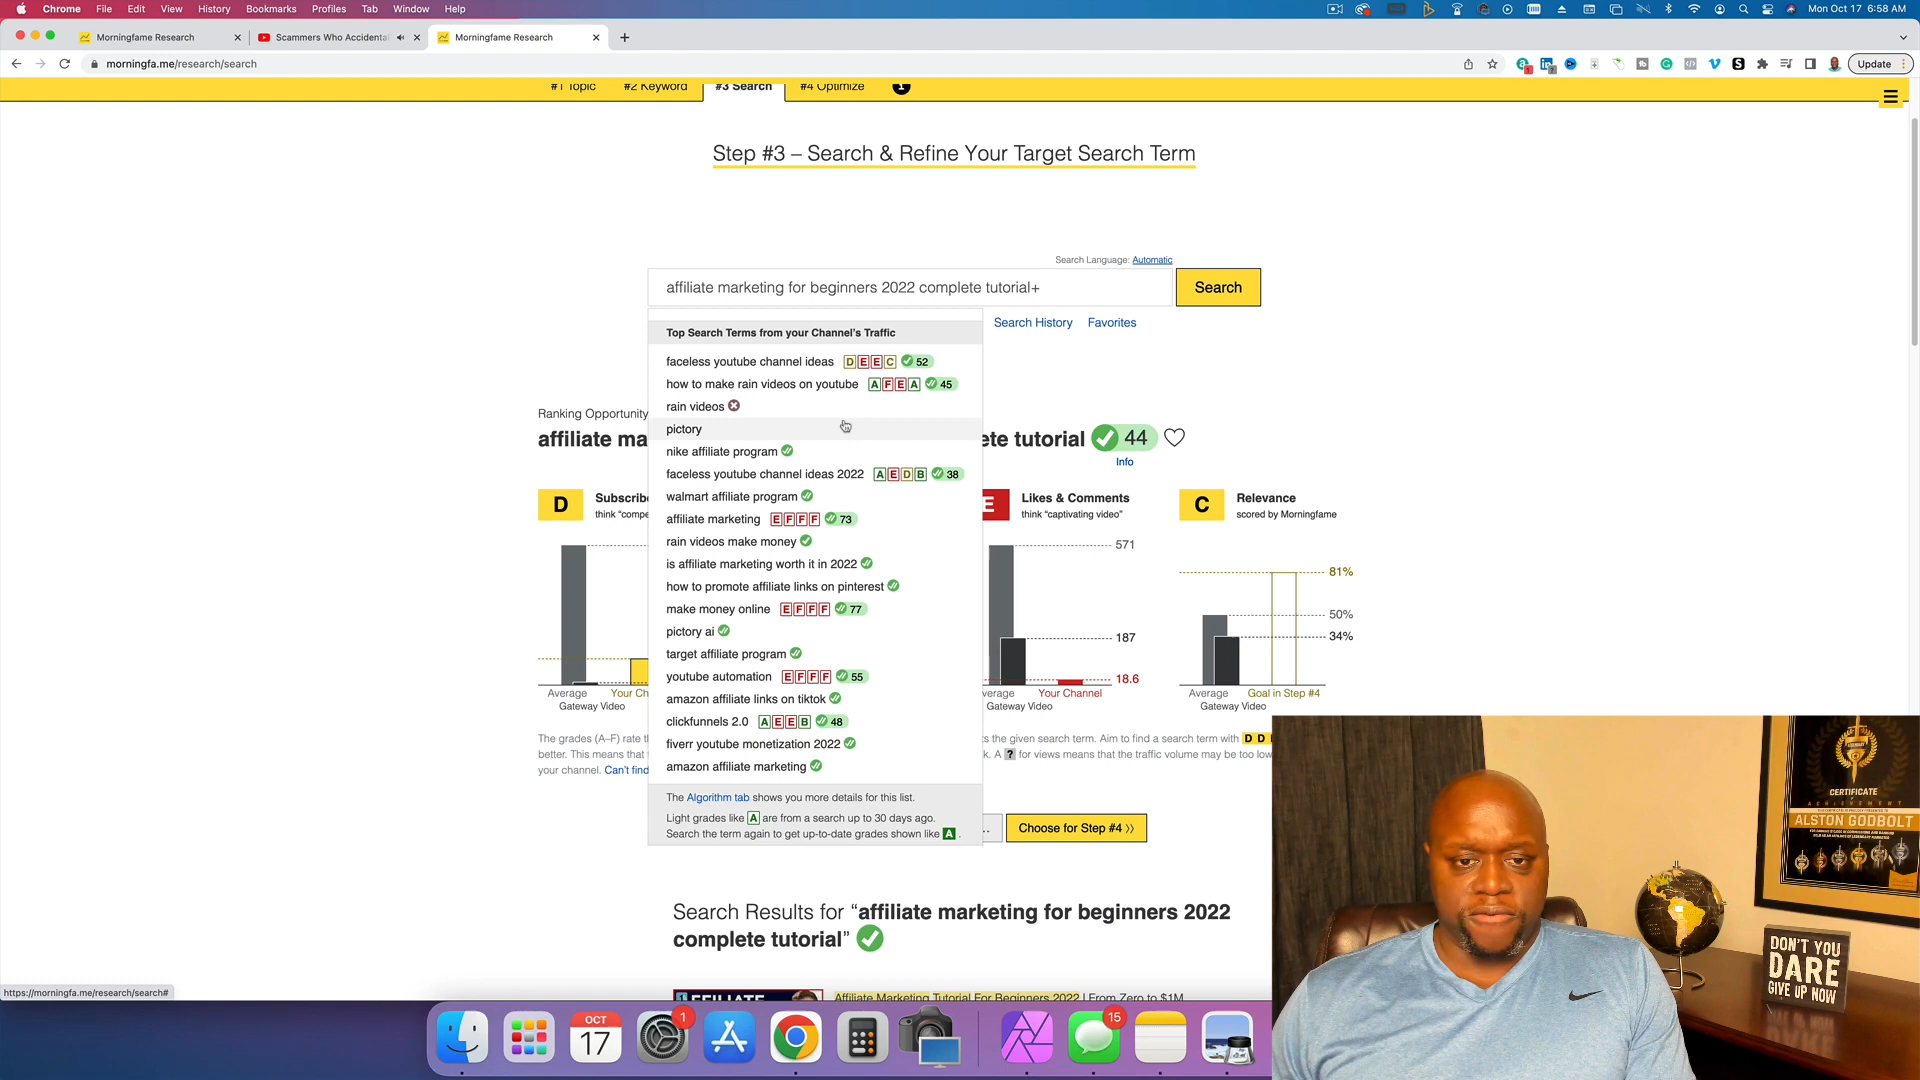 Chrome File Edit View History Bookmarks Profiles Tab Window Help
Mon Oct 17 6:58 AM
Morningfame Research
Scammers Who Accidenta
Morningfame Research
morningfa.me/research/search
Update
#1 Topic #2 Keyword #3 Search #4 Optimize 1
Step #3 – Search & Refine Your Target Search Term
Search Language: Automatic
affiliate marketing for beginners 2022 complete tutorial+
Search
Search History Favorites
Top Search Terms from your Channel's Traffic
faceless youtube channel ideas D E E C 52
how to make rain videos on youtube A F E A 45
rain videos
pictory
nike affiliate program
faceless youtube channel ideas 2022 A E D B 38
walmart affiliate program
affiliate marketing E F F F 73
rain videos make money
is affiliate marketing worth it in 2022
how to promote affiliate links on pinterest
make money online E F F F 77
pictory ai
target affiliate program
youtube automation E F F F 55
amazon affiliate links on tiktok
clickfunnels 2.0 A E E B 48
fiverr youtube monetization 2022
amazon affiliate marketing
The Algorithm tab shows you more details for this list.
Light grades like A are from a search up to 30 days ago.
Search the term again to get up-to-date grades shown like A .
Ranking Opportunity
affiliate ma
te tutorial 44
Info
D Subscribe
think "compe
E Likes & Comments
think "captivating video"
C Relevance
scored by Morningfame
571
187
18.6
81%
50%
34%
Average
Gateway Video
Your Ch
verage
Gateway Video
Your Channel
Average
Gateway Video
Goal in Step #4
The grades (A–F) rate t
better. This means that
your channel. Can't find
s the given search term. Aim to find a search term with D D
k. A ? for views means that the traffic volume may be too low
... Choose for Step #4
Search Results for "affiliate marketing for beginners 2022
complete tutorial"
AFFILIATE
Affiliate Marketing Tutorial For Beginners 2022 | From Zero to $1M
https://morningfa.me/research/search#
OCT
17
1
15
CERTIFICATE
ALSTON GODBOLT
DON'T YOU
DARE
GIVE UP NOW